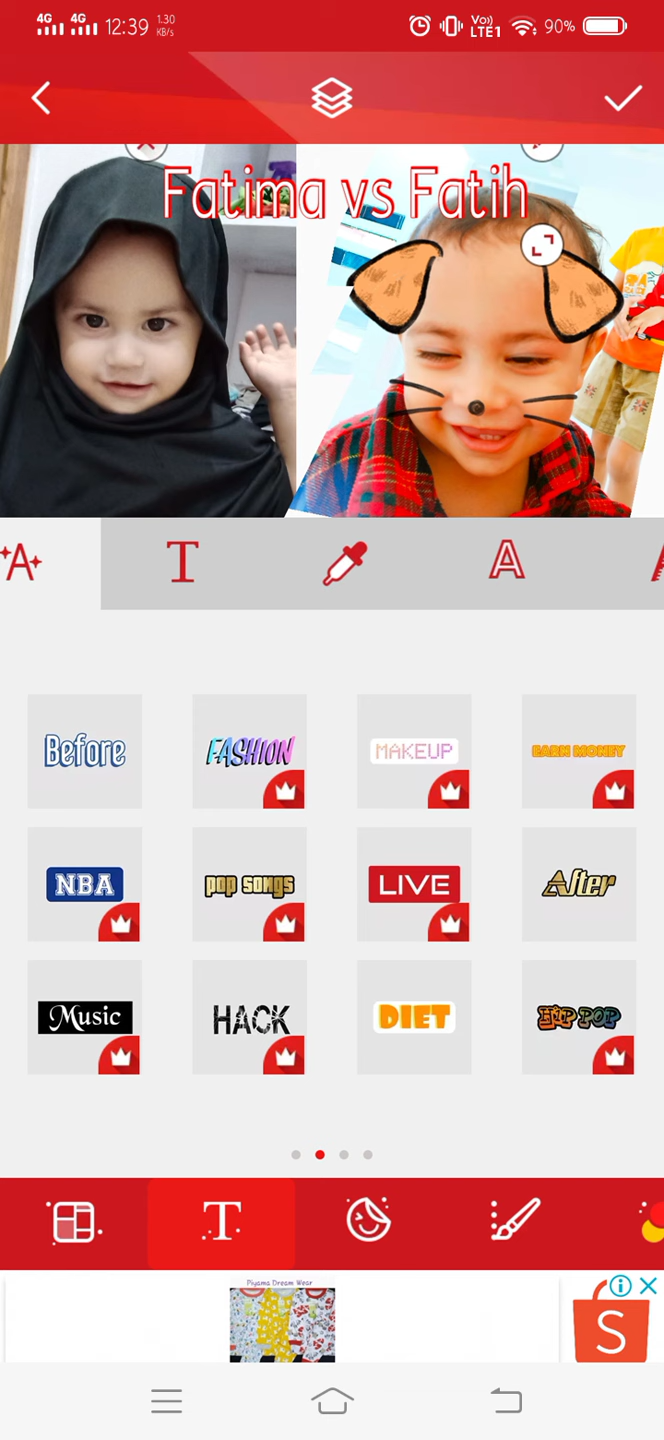 4G 4G 12:39 1.30 KB/s Vo)) LTE1 90%
Fatima vs Fatih
A T A
Before FASHION MAKEUP EARN MONEY
NBA POP SONGS LIVE After
Music HACK DIET HIP POP
T
Piyama Dream Wear
S